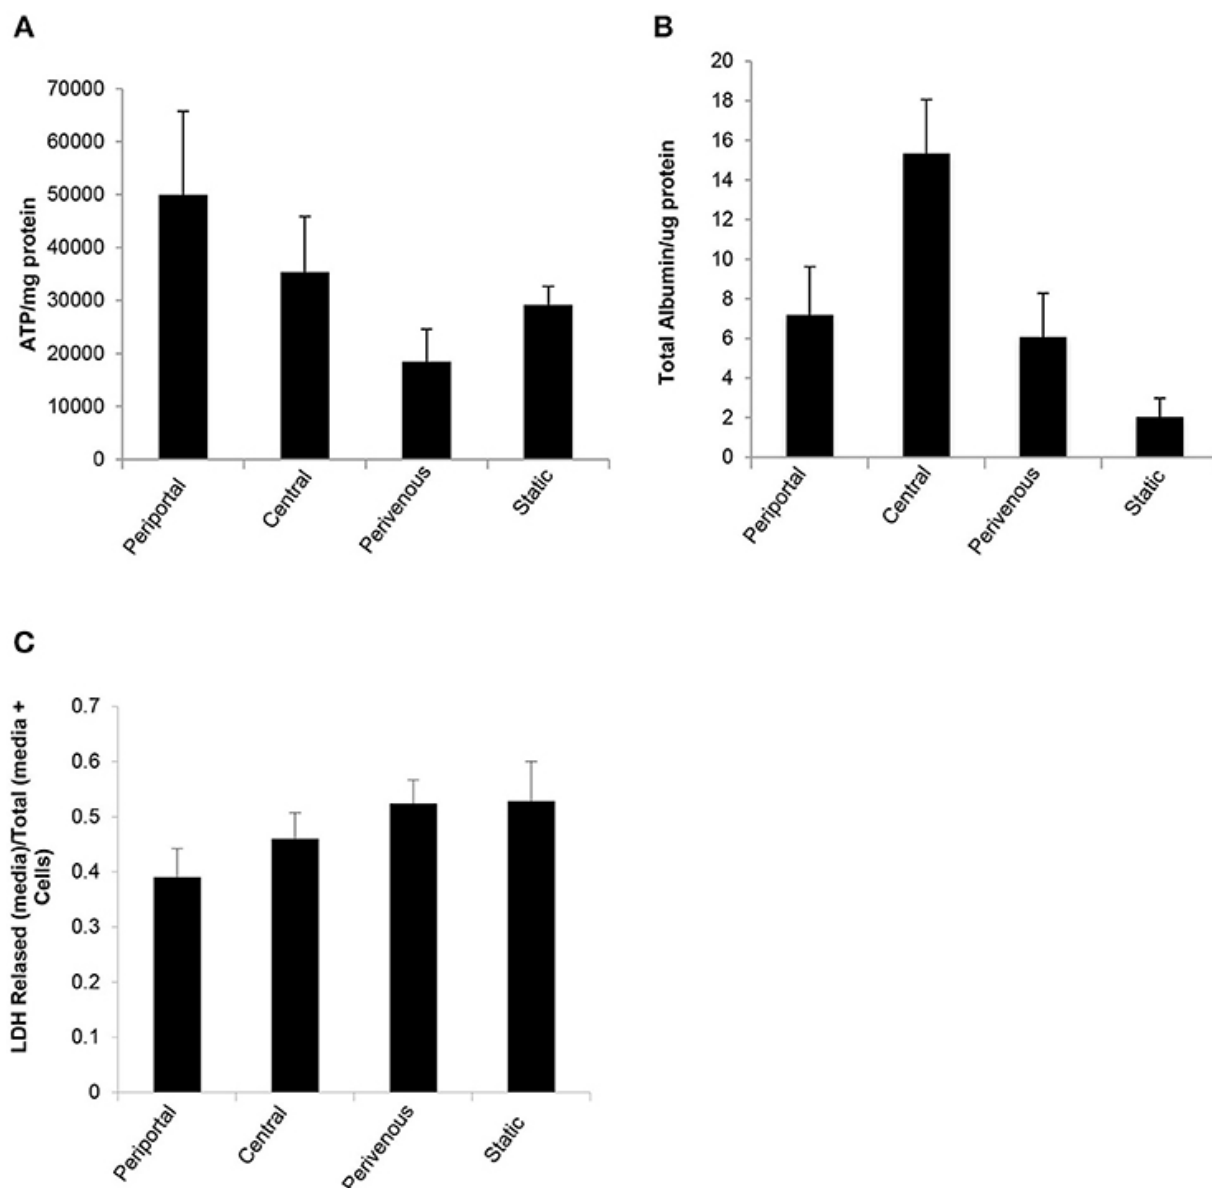 A
70000
60000
50000
40000
30000
20000
10000
0
ATP/mg protein
Periportal
Central
Perivenous
Static
B
20
18
16
14
12
10
8
6
4
2
0
Total Albumin/ug protein
Periportal
Central
Perivenous
Static
C
0.7
0.6
0.5
0.4
0.3
0.2
0.1
0
LDH Relased (media)/Total (media +
Cells)
Periportal
Central
Perivenous
Static